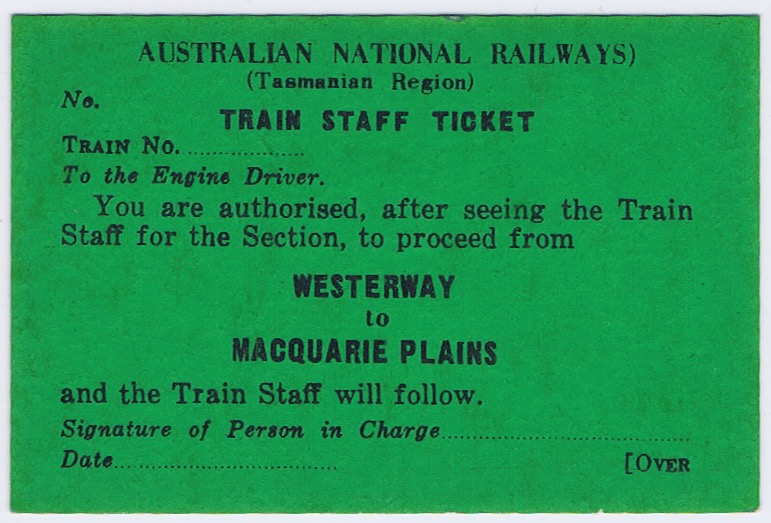 AUSTRALIAN NATIONAL RAILWAYS)
(Tasmanian Region)
No.
TRAIN STAFF TICKET
TRAIN No. ....................
To the Engine Driver.
You are authorised, after seeing the Train
Staff for the Section, to proceed from
WESTERWAY
to
MACQUARIE PLAINS
and the Train Staff will follow.
Signature of Person in Charge..........................................
Date......................................
[OVER